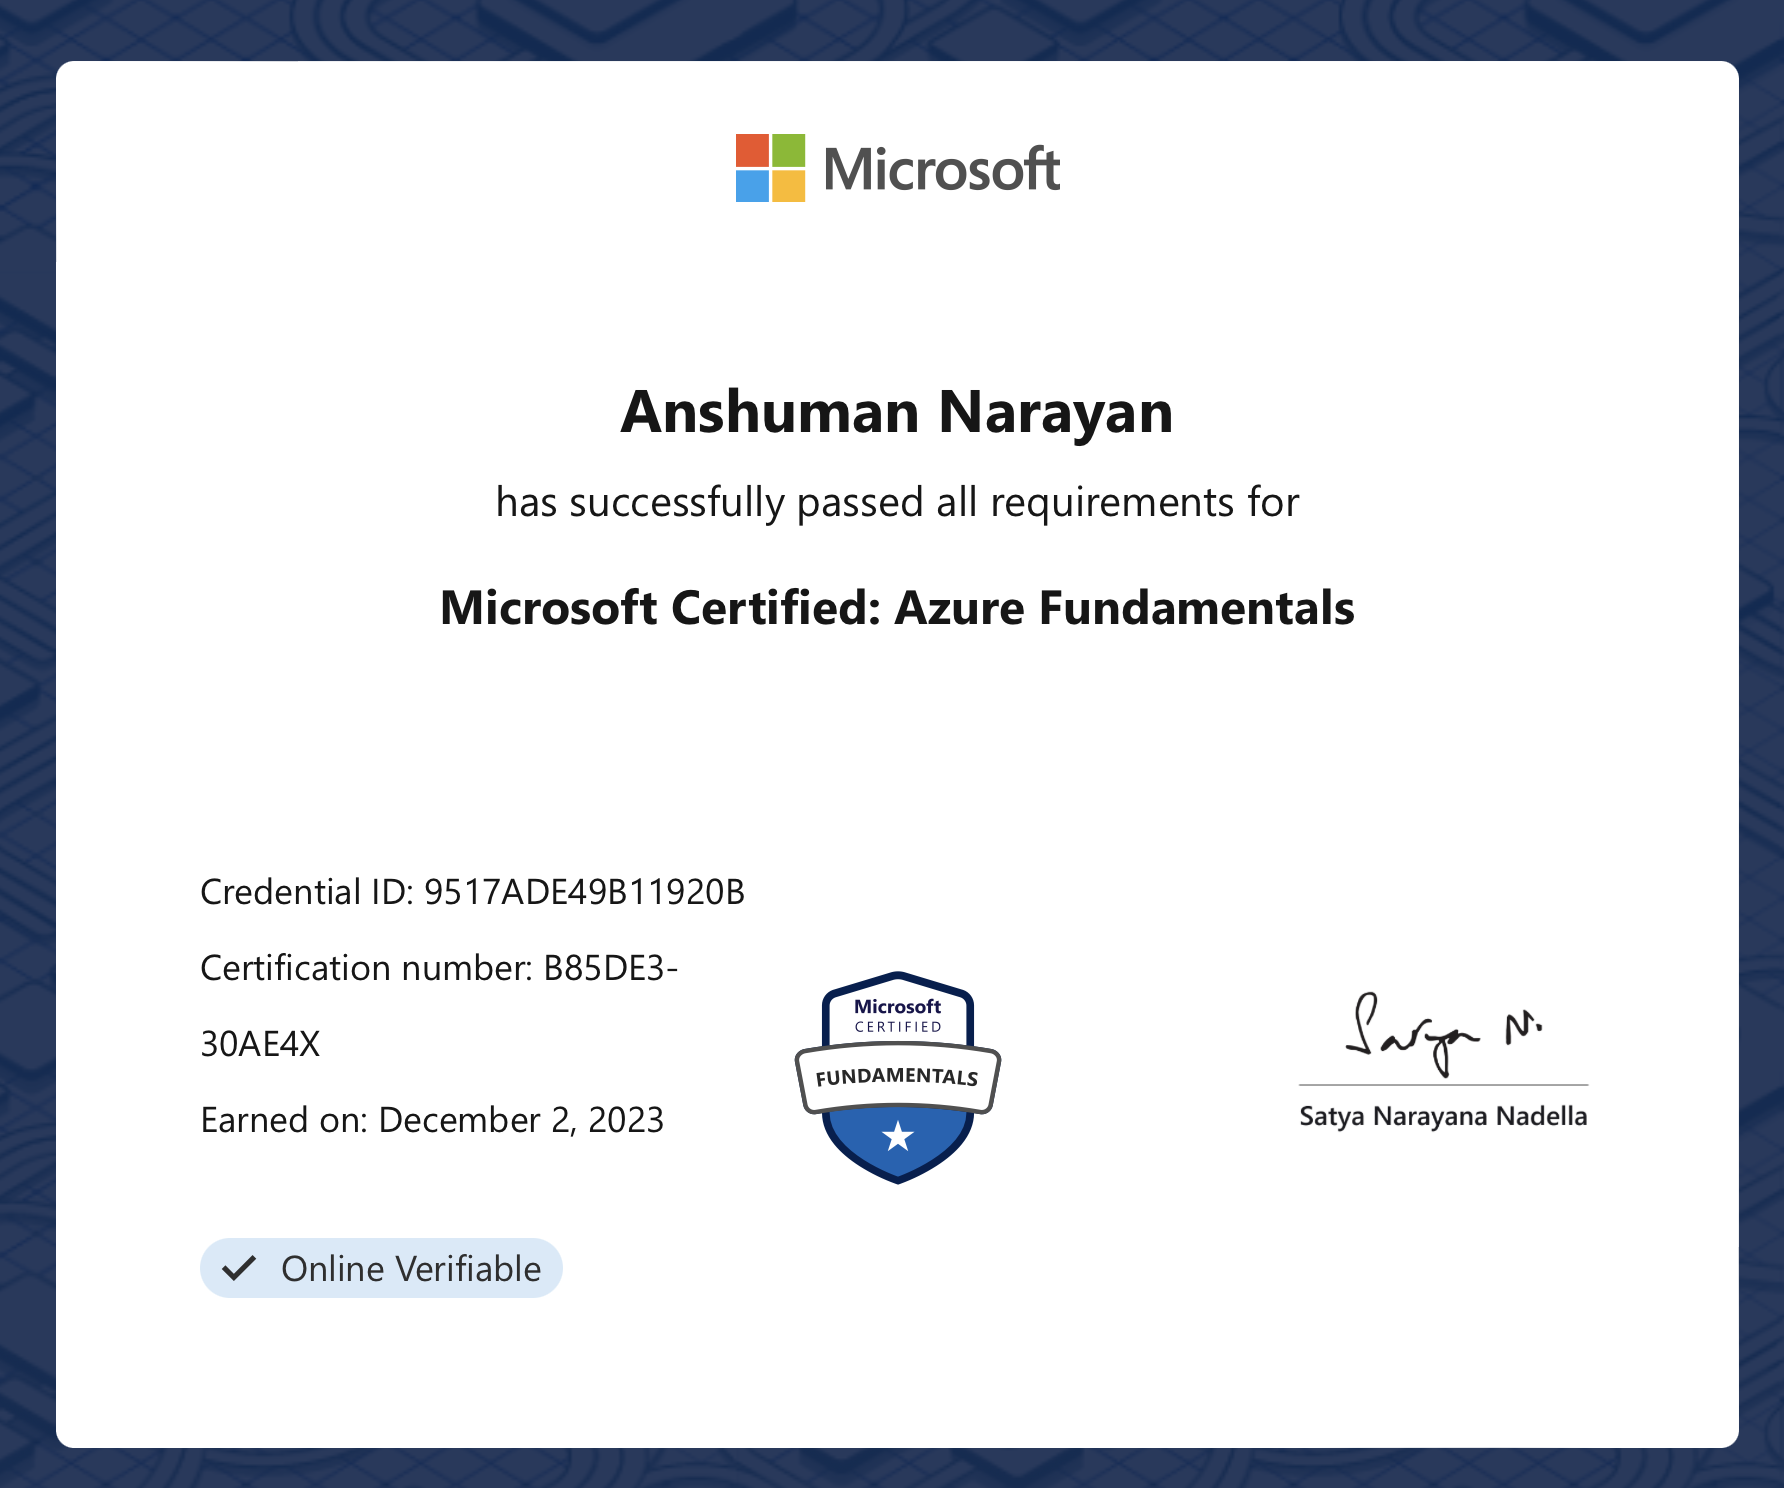 Microsoft
Anshuman Narayan
has successfully passed all requirements for
Microsoft Certified: Azure Fundamentals
Credential ID: 9517ADE49B11920B
Certification number: B85DE3-
30AE4X
Earned on: December 2, 2023
Microsoft
CERTIFIED
FUNDAMENTALS
Satya N.
Satya Narayana Nadella
Online Verifiable